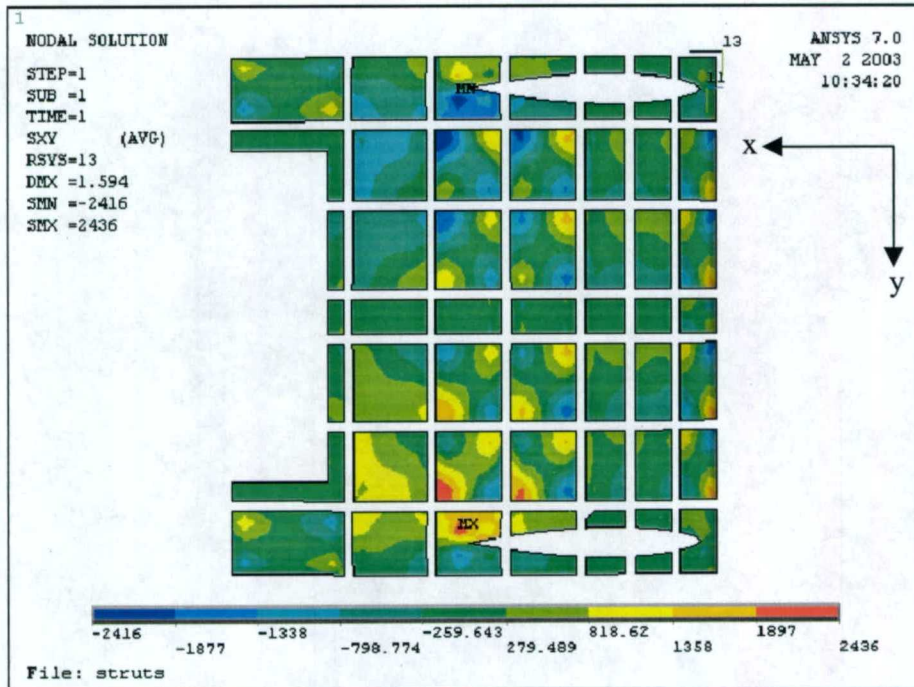 1
NODAL SOLUTION
STEP=1
SUB =1
TIME=1
SXY (AVG)
RSYS=13
DMX =1.594
SMN =-2416
SMX =2436
ANSYS 7.0
MAY 2 2003
10:34:20
13
11
MN
x
y
MX
-2416 -1338 -259.643 818.62 1897
-1877 -798.774 279.489 1358 2436
File: struts